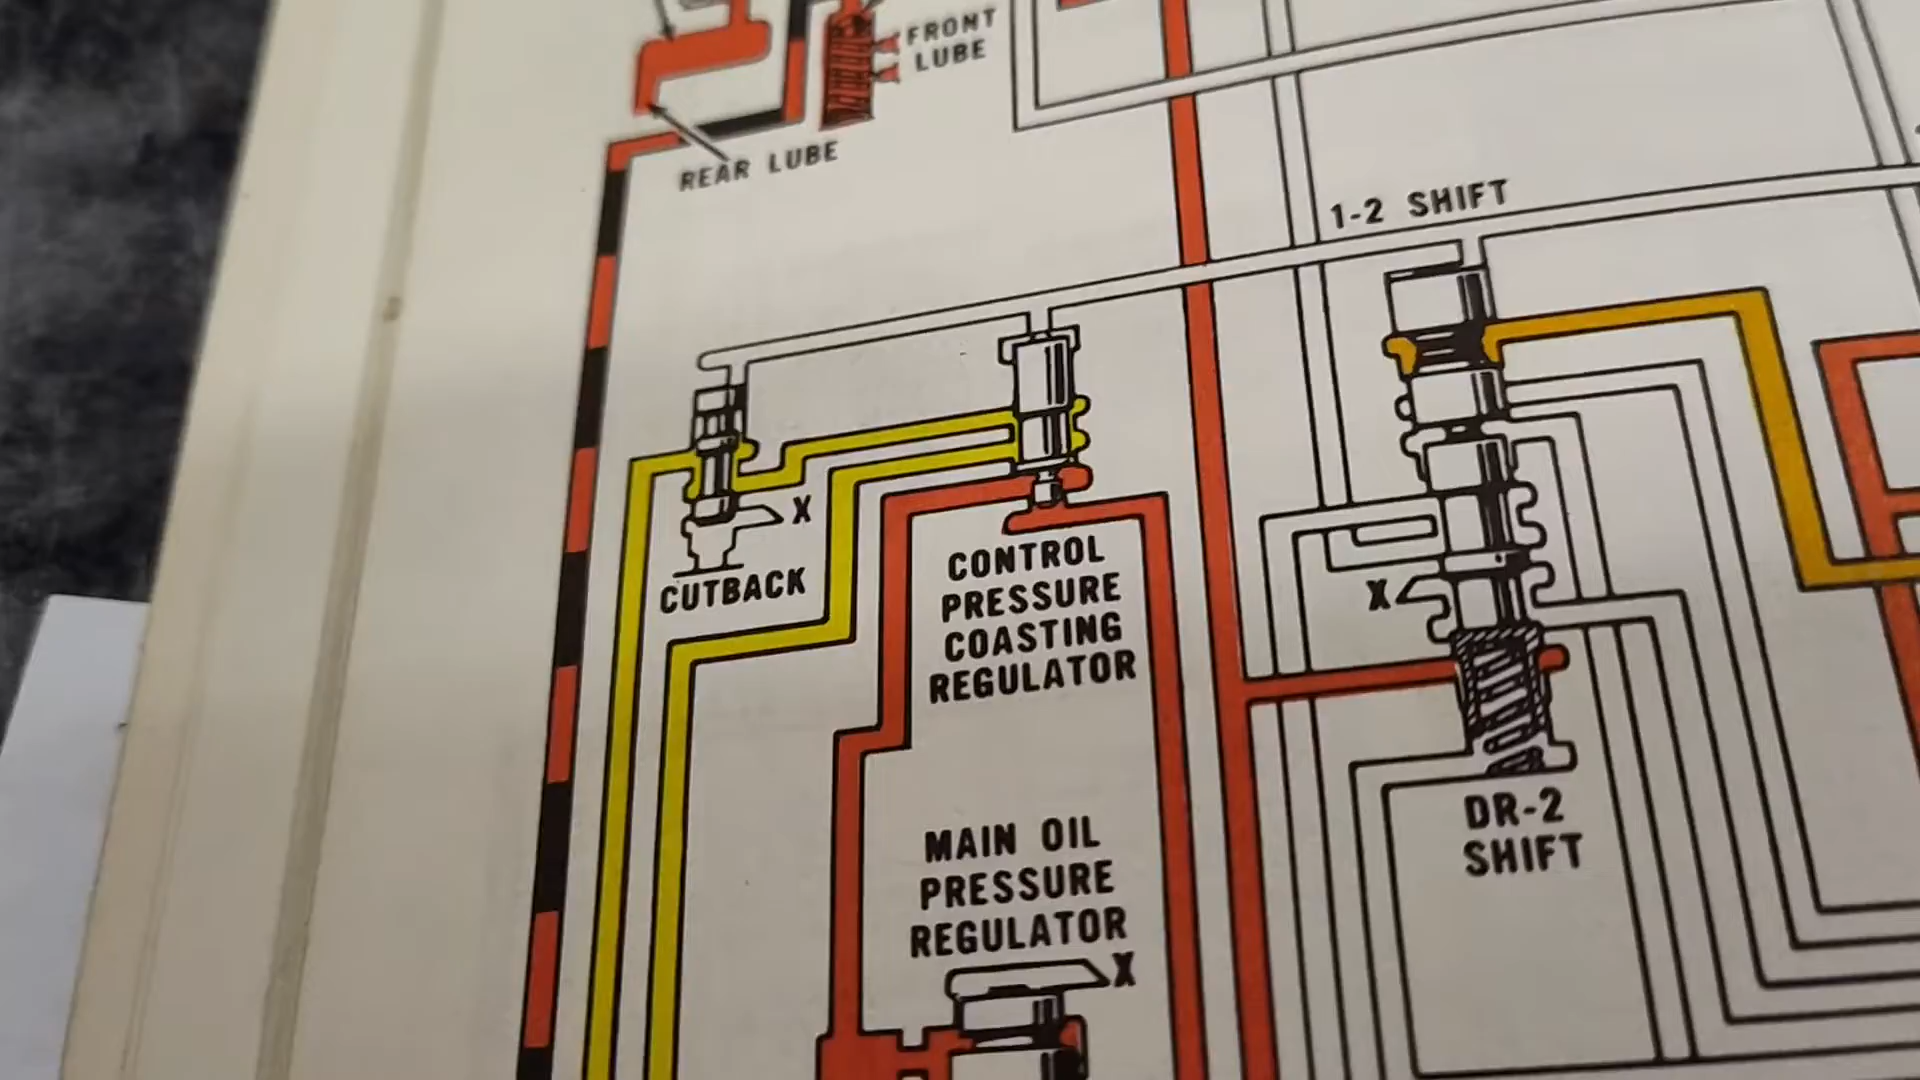 FRONT
LUBE
REAR LUBE
1-2 SHIFT
X
CUTBACK
CONTROL
PRESSURE
COASTING
REGULATOR
X
MAIN OIL
PRESSURE
REGULATOR
X
DR-2
SHIFT